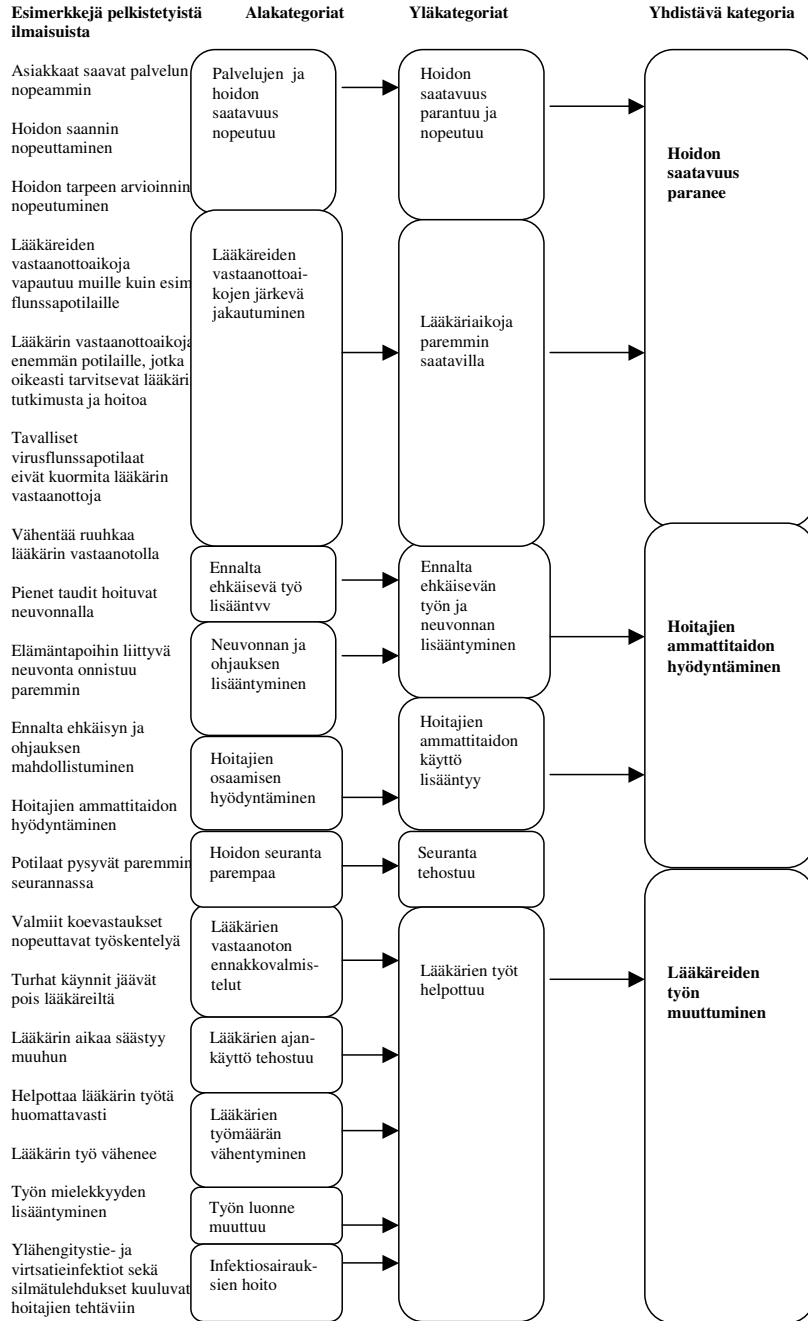 Esimerkkejä pelkistetyistä
ilmaisuista
Alakategoriat
Yläkategoriat
Yhdistävä kategoria
Asiakkaat saavat palvelun
nopeammin
Hoidon saannin
nopeuttaminen
Hoidon tarpeen arvioinnin
nopeutuminen
Lääkäreiden
vastaanottoaikoja
vapautuu muille kuin esim
flunssapotilaille
Lääkärin vastaanottoaikoja
enemmän potilaille, jotka
oikeasti tarvitsevat lääkäri
tutkimusta ja hoitoa
Tavalliset
virusflunssapotilaat
eivät kuormita lääkärin
vastaanottoja
Vähentää ruuhkaa
lääkärin vastaanotolla
Pienet taudit hoituvat
neuvonnalla
Elämäntapoihin liittyvä
neuvonta onnistuu
paremmin
Ennalta ehkäisyn ja
ohjauksen
mahdollistuminen
Hoitajien ammattitaidon
hyödyntäminen
Potilaat pysyvät paremmin
seurannassa
Valmiit koevastaukset
nopeuttavat työskentelyä
Turhat käynnit jäävät
pois lääkäreiltä
Lääkärin aikaa säästyy
muuhun
Helpottaa lääkärin työtä
huomattavasti
Lääkärin työ vähenee
Työn mielekkyyden
lisääntyminen
Ylähengitystie- ja
virtsatieinfektiot sekä
silmätulehdukset kuuluvat
hoitajien tehtäviin
Palvelujen ja
hoidon
saatavuus
nopeutuu
Lääkäreiden
vastaanottoai-
kojen järkevä
jakautuminen
Ennalta
ehkäisevä työ
lisääntyy
Neuvonnan ja
ohjauksen
lisääntyminen
Hoitajien
osaamisen
hyödyntäminen
Hoidon seuranta
parempaa
Lääkärien
vastaanoton
ennakkovalmis-
telut
Lääkärien ajan-
käyttö tehostuu
Lääkärien
työmäärän
vähentyminen
Työn luonne
muuttuu
Infektiosairauk-
sien hoito
Hoidon
saatavuus
parantuu ja
nopeutuu
Lääkäriaikoja
paremmin
saatavilla
Ennalta
ehkäisevän
työn ja
neuvonnan
lisääntyminen
Hoitajien
ammattitaidon
käyttö
lisääntyy
Seuranta
tehostuu
Lääkärien työt
helpottuu
Hoidon
saatavuus
paranee
Hoitajien
ammattitaidon
hyödyntäminen
Lääkäreiden
työn
muuttuminen